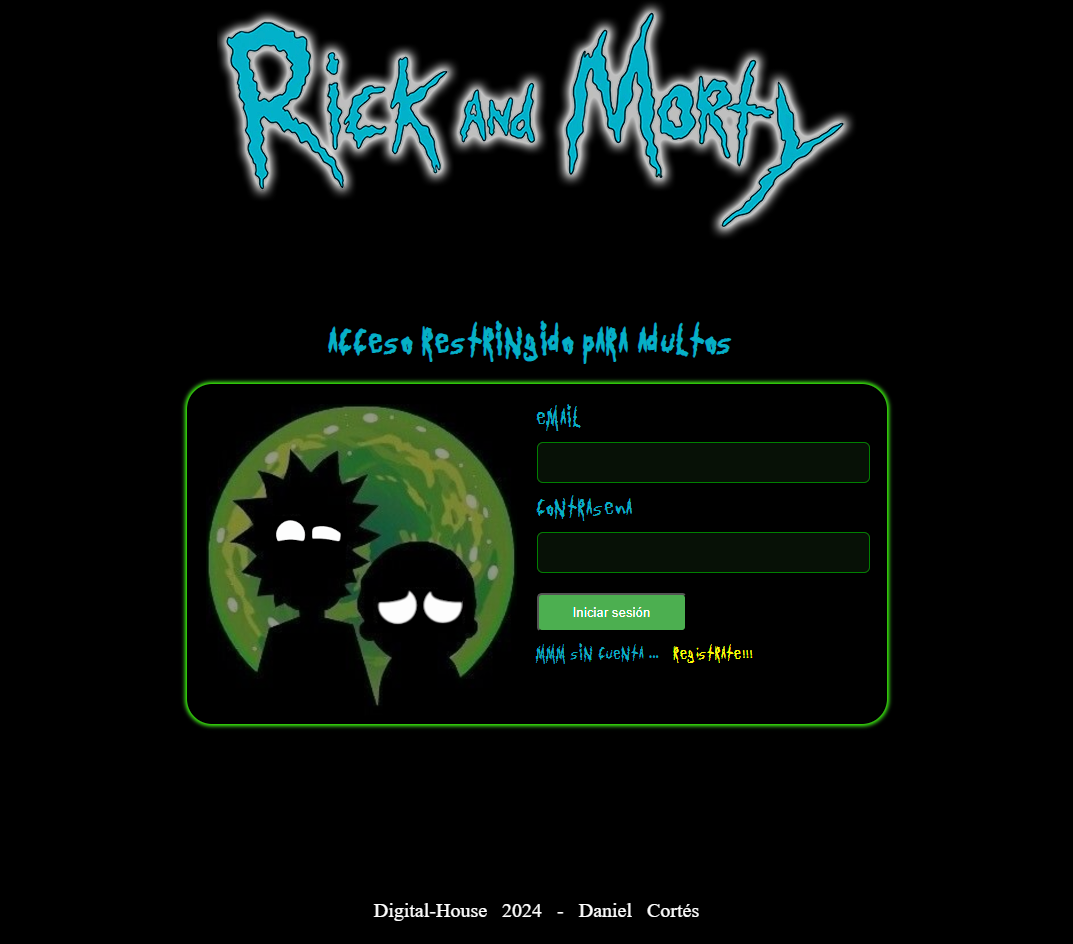 Rick and Morty
Acceso Restringido para adultos
Email
Contrasena
Iniciar sesión
MMM sin cuenta ... Registrate!!!
Digital-House 2024 - Daniel Cortés